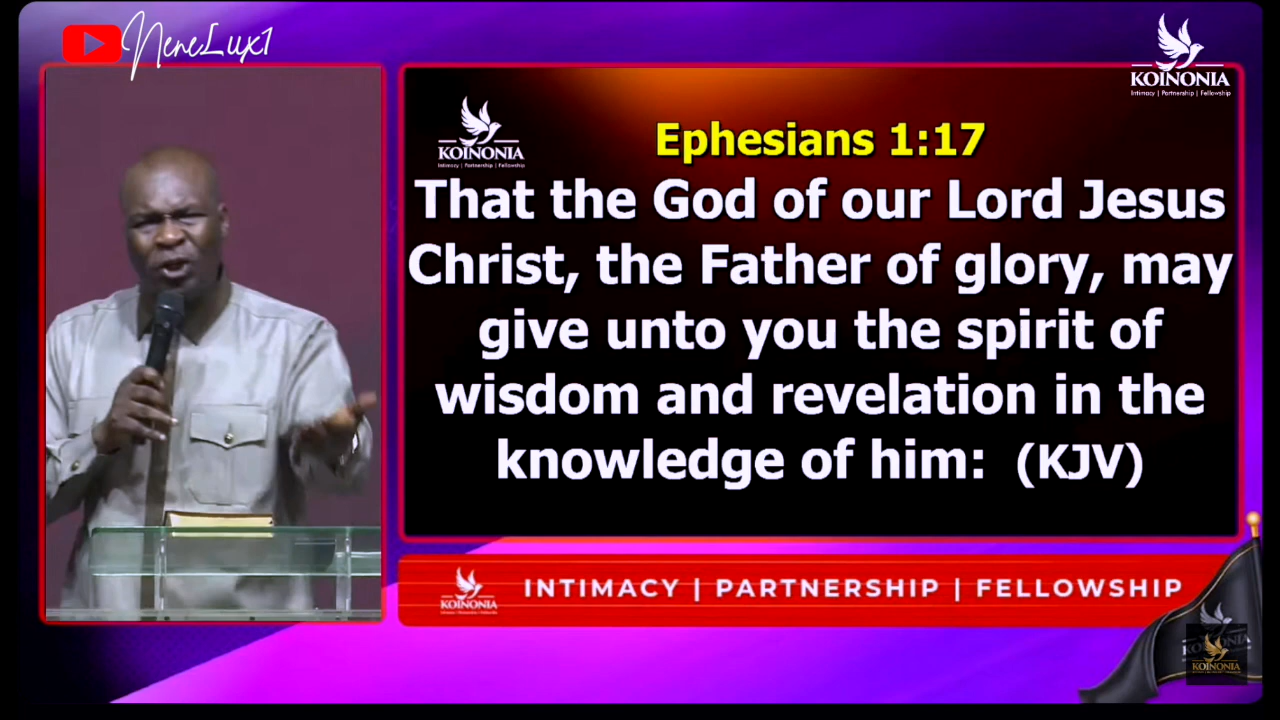 NeneLux1
KOINONIA
Intimacy | Partnership | Fellowship
KOINONIA
Intimacy | Partnership | Fellowship
Ephesians 1:17
That the God of our Lord Jesus
Christ, the Father of glory, may
give unto you the spirit of
wisdom and revelation in the
knowledge of him: (KJV)
KOINONIA
INTIMACY | PARTNERSHIP | FELLOWSHIP
KOINONIA
KOINONIA